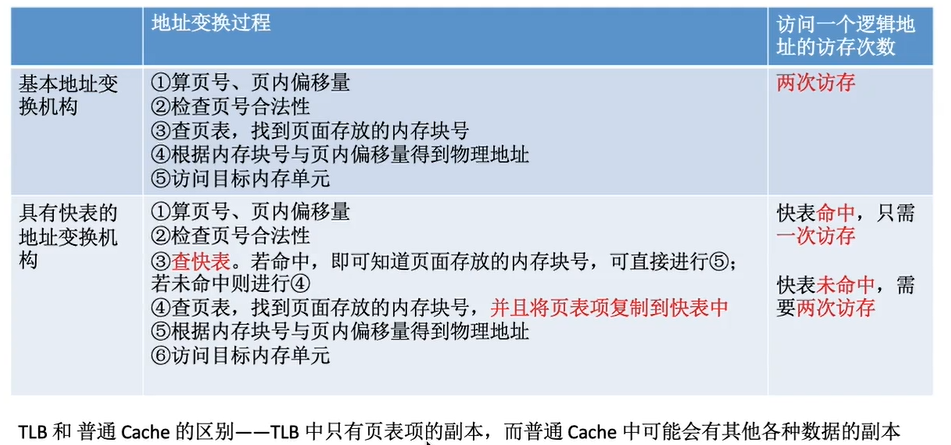 地址变换过程
访问一个逻辑地
址的访存次数
基本地址变
换机构
①算页号、页内偏移量
②检查页号合法性
③查页表，找到页面存放的内存块号
④根据内存块号与页内偏移量得到物理地址
⑤访问目标内存单元
两次访存
具有快表的
地址变换机
构
①算页号、页内偏移量
②检查页号合法性
③查快表。若命中，即可知道页面存放的内存块号，可直接进行⑤；
若未命中则进行④
④查页表，找到页面存放的内存块号，并且将页表项复制到快表中
⑤根据内存块号与页内偏移量得到物理地址
⑥访问目标内存单元
快表命中，只需
一次访存
快表未命中，需
要两次访存
TLB 和 普通 Cache 的区别——TLB 中只有页表项的副本，而普通 Cache 中可能会有其他各种数据的副本